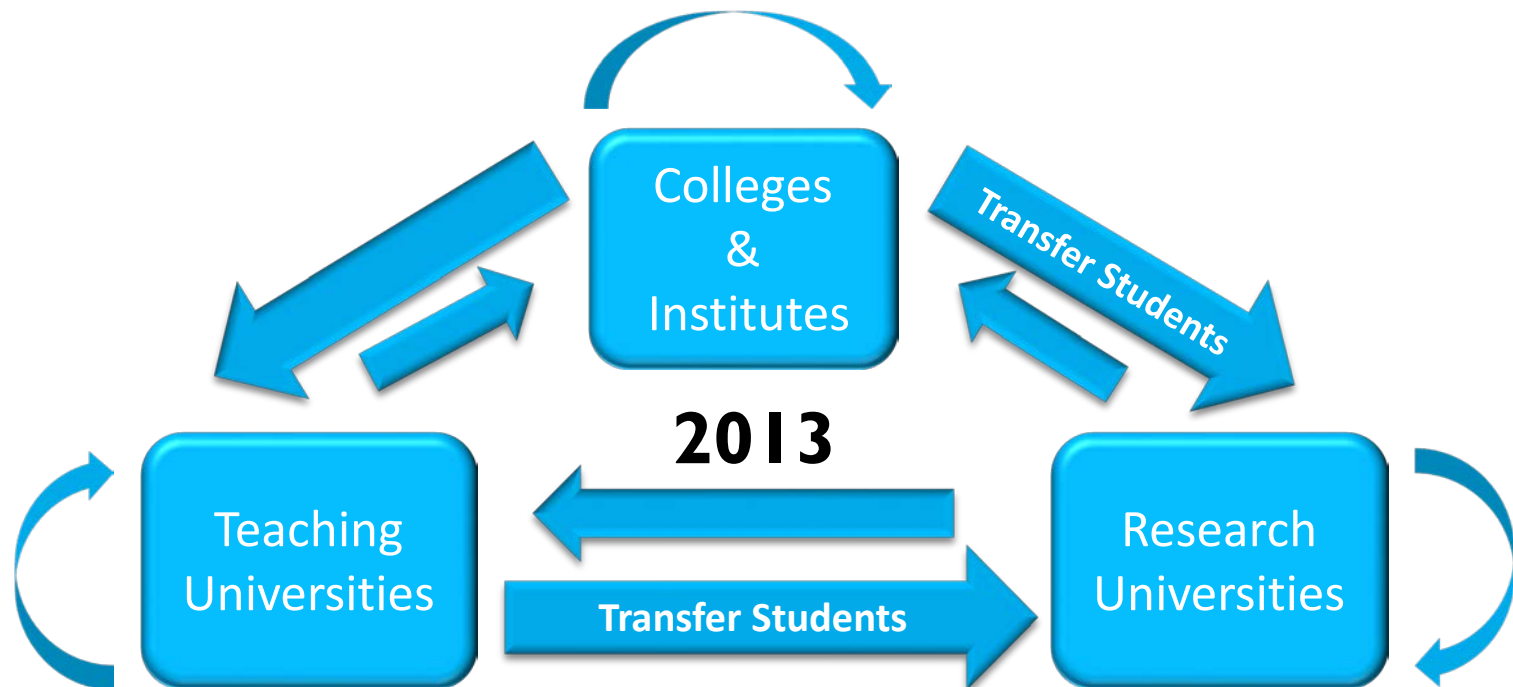 Colleges
&
Institutes
Transfer Students
2013
Teaching
Universities
Research
Universities
Transfer Students